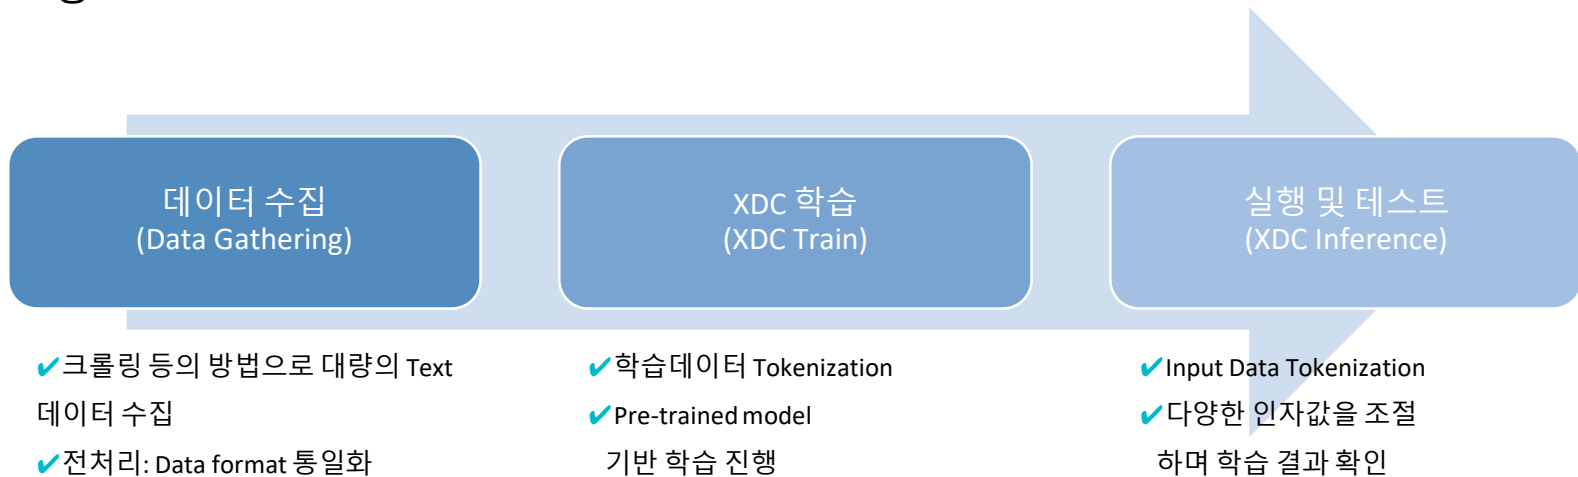 데이터 수집
(Data Gathering)
XDC 학습
(XDC Train)
실행 및 테스트
(XDC Inference)
✔크롤링 등의 방법으로 대량의 Text
데이터 수집
✔전처리: Data format 통일화
✔학습데이터 Tokenization
✔Pre-trained model
기반 학습 진행
✔Input Data Tokenization
✔다양한 인자값을 조절
하며 학습 결과 확인